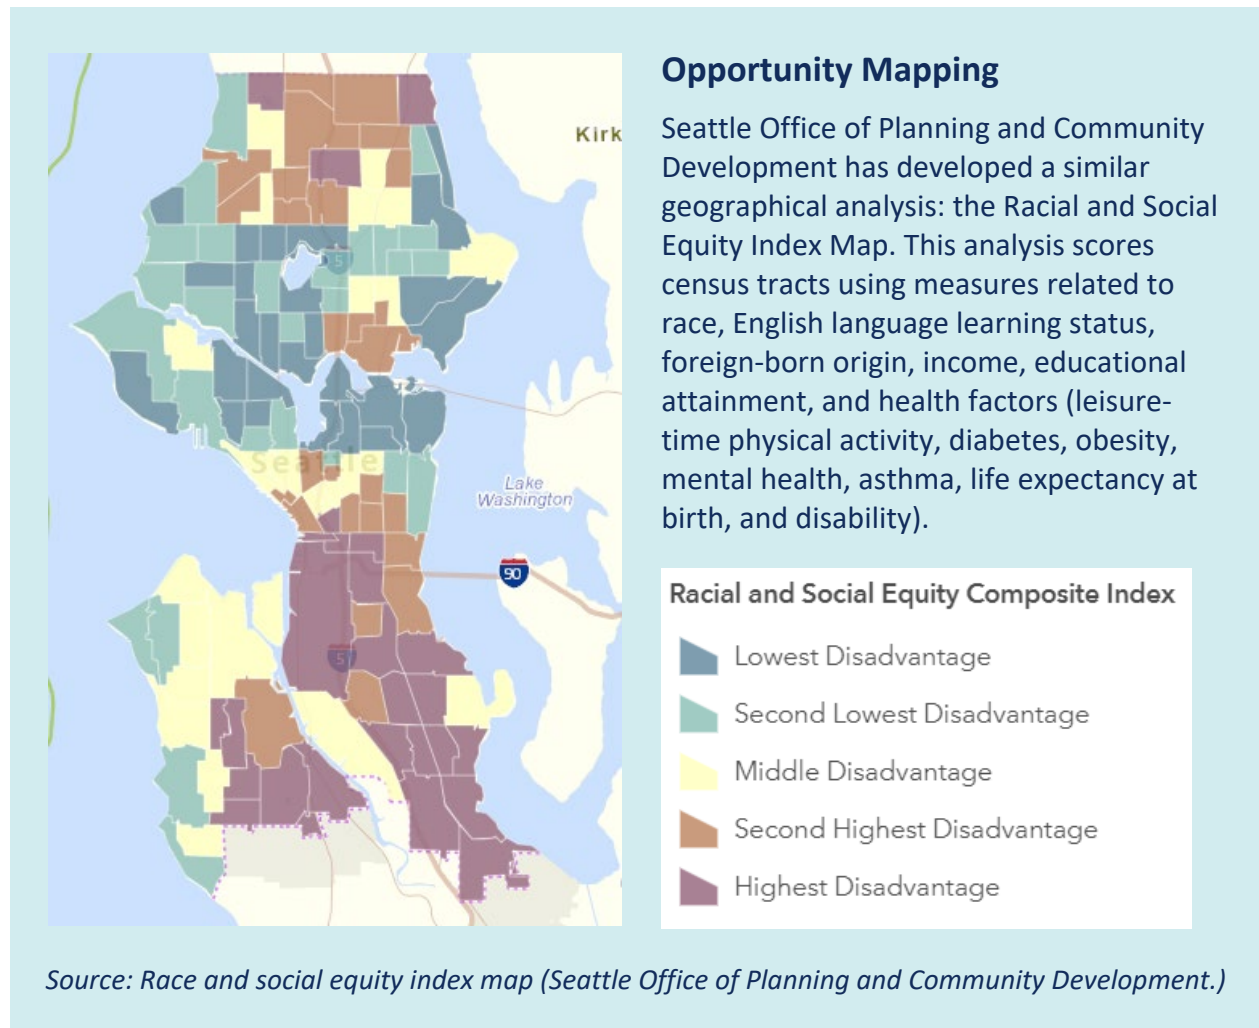 Opportunity Mapping
Seattle Office of Planning and Community
Development has developed a similar
geographical analysis: the Racial and Social
Equity Index Map. This analysis scores
census tracts using measures related to
race, English language learning status,
foreign-born origin, income, educational
attainment, and health factors (leisure-
time physical activity, diabetes, obesity,
mental health, asthma, life expectancy at
birth, and disability).
Kirk
5
Seattle
Lake
Washington
90
5
Racial and Social Equity Composite Index
Lowest Disadvantage
Second Lowest Disadvantage
Middle Disadvantage
Second Highest Disadvantage
Highest Disadvantage
Source: Race and social equity index map (Seattle Office of Planning and Community Development.)